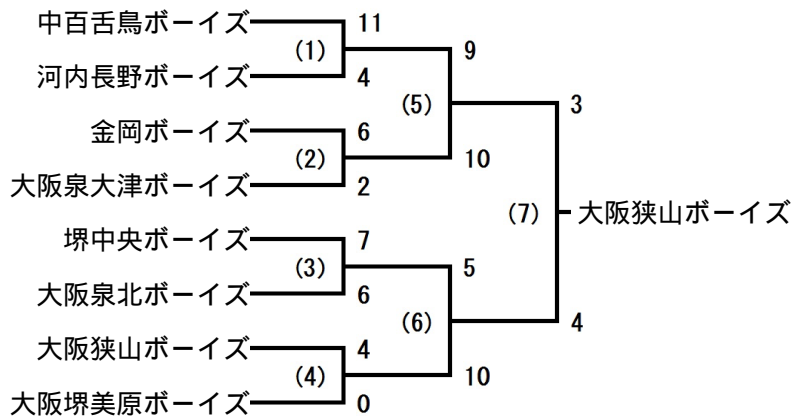 中百舌鳥ボーイズ 11
(1) 9
河内長野ボーイズ 4
(5) 3
金岡ボーイズ 6
(2) 10
大阪泉大津ボーイズ 2
(7) 大阪狭山ボーイズ
堺中央ボーイズ 7
(3) 5
大阪泉北ボーイズ 6
(6) 4
大阪狭山ボーイズ 4
(4) 10
大阪堺美原ボーイズ 0